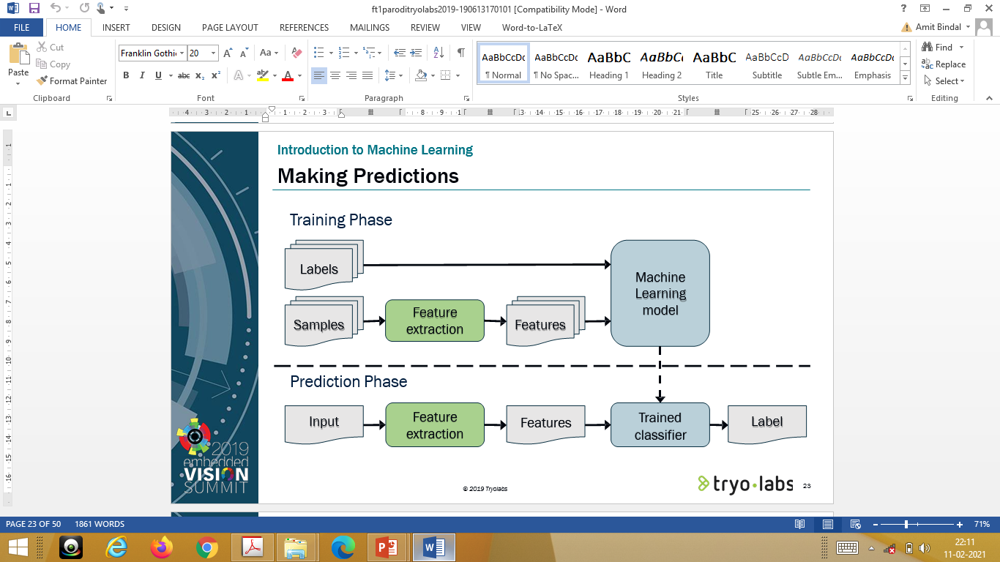 ft1paroditryolabs2019-190613170101 [Compatibility Mode] - Word
FILE HOME INSERT DESIGN PAGE LAYOUT REFERENCES MAILINGS REVIEW VIEW Word-to-LaTeX Amit Bindal
Paste
Cut
Copy
Format Painter
Clipboard
Franklin Gothi 20
Font
Paragraph
AaBbCcDc AaBbCcDc AaBbC AaBbCc AaBbC AaBbCcD AaBbCcDc AaBbCcDc
¶ Normal ¶ No Spac... Heading 1 Heading 2 Title Subtitle Subtle Em... Emphasis
Styles
Find
Replace
Select
Editing
Introduction to Machine Learning
Making Predictions
Training Phase
Labels
Samples
Feature
extraction
Features
Machine
Learning
model
Prediction Phase
Input
Feature
extraction
Features
Trained
classifier
Label
2019
embedded
VISION
SUMMIT
© 2019 Tryolabs
tryo·labs
23
PAGE 23 OF 50 1861 WORDS
71%
22:11
11-02-2021